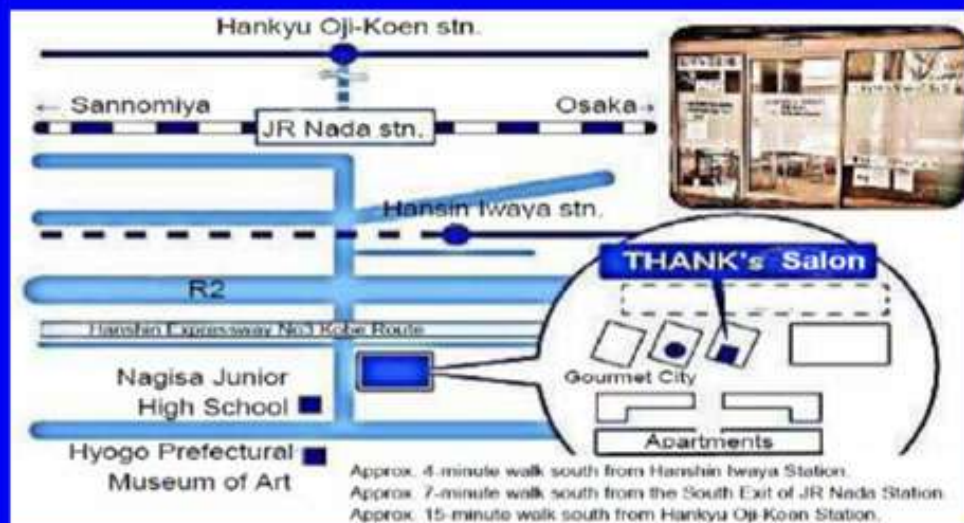 Hankyu Oji-Koen stn.
← Sannomiya
Osaka→
JR Nada stn.
Hansin Iwaya stn.
THANK's Salon
R2
Hanshin Expressway No3 Kobe Route
Gourmet City
Nagisa Junior
High School
Apartments
Hyogo Prefectural
Museum of Art
Approx. 4-minute walk south from Hanshin Iwaya Station.
Approx. 7-minute walk south from the South Exit of JR Nada Station.
Approx. 15-minute walk south from Hankyu Oji-Koen Station.